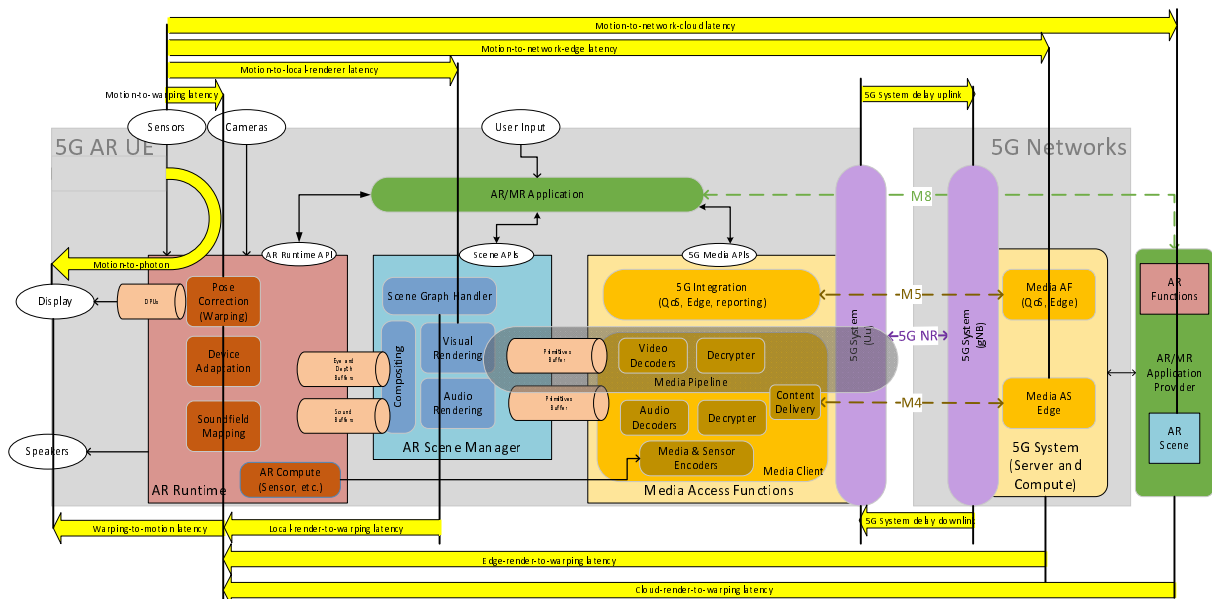 Motion-to-network-cloud latency
Motion-to-network-edge latency
Motion-to-local-renderer latency
Motion-to-warping latency
5G System delay uplink
Sensors
Cameras
User Input
5G AR UE
5G Networks
AR/MR Application
M8
AR Runtime API
Scene APIs
5G Media APIs
Motion-to-photon
Display
DPUs
Pose
Correction
(Warping)
Scene Graph Handler
5G Integration
(QoS, Edge, reporting)
M5
Media AF
(QoS, Edge)
AR
Functions
5G System
(Uu)
5G NR
5G System
(gNB)
Device
Adaptation
Eye and
Depth
Buffers
Compositing
Visual
Rendering
Primitives
Buffer
Video
Decoders
Decrypter
Media Pipeline
AR/MR
Application
Provider
Soundfield
Mapping
Sound
Buffers
Audio
Rendering
Primitives
Buffer
Audio
Decoders
Decrypter
Content
Delivery
M4
Media AS
Edge
AR
Scene
Speakers
AR Scene Manager
Media & Sensor
Encoders
Media Client
5G System
(Server and
Compute)
AR Compute
(Sensor, etc.)
AR Runtime
Media Access Functions
Warping-to-motion latency
Local-render-to-warping latency
5G System delay downlink
Edge-render-to-warping latency
Cloud-render-to-warping latency